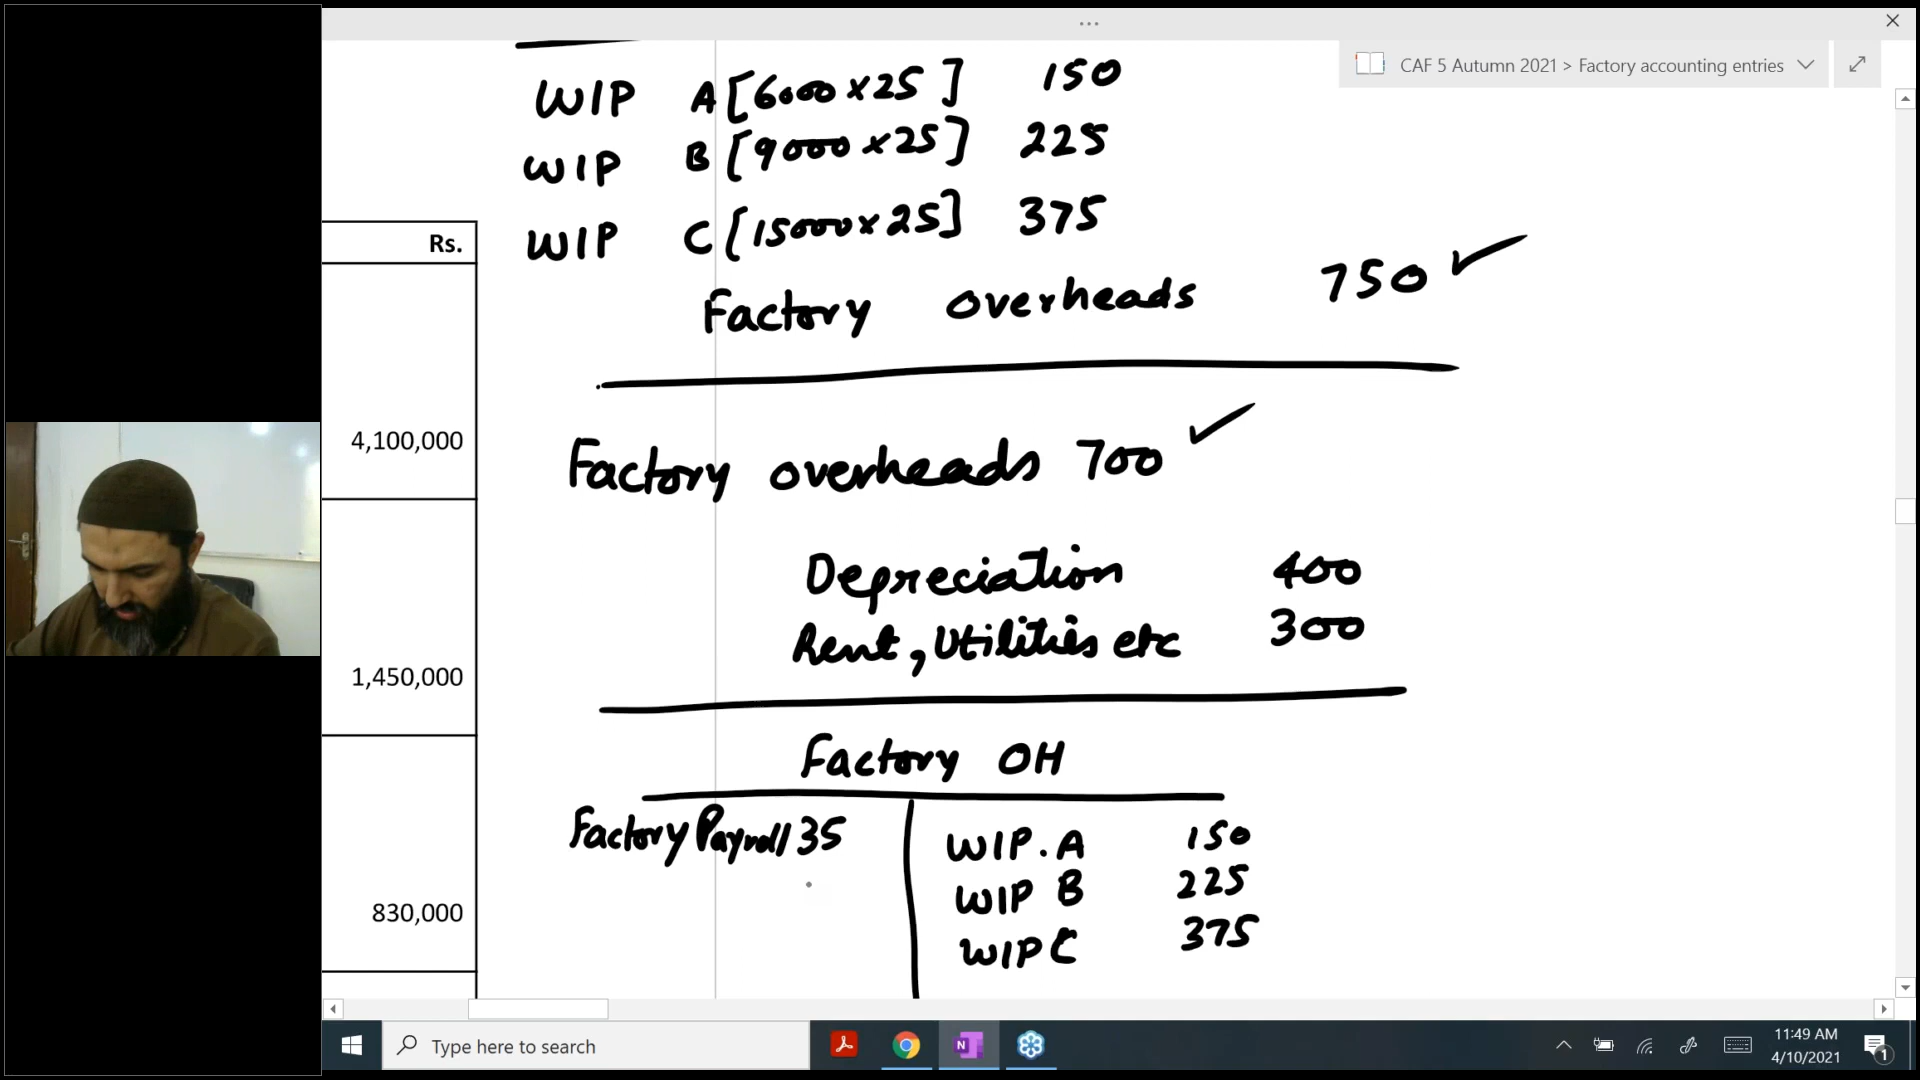 CAF 5 Autumn 2021 > Factory accounting entries
WIP A [6000 x 25] 150
WIP B [9000 x 25] 225
WIP C [15000 x 25] 375
Factory overheads 750 ✓
Factory overheads 700 ✓
Depreciation 400
Rent, Utilities etc 300
Factory OH
Factory Payroll 35
WIP. A 150
WIP B 225
WIP C 375
Rs.
4,100,000
1,450,000
830,000
Type here to search
11:49 AM
4/10/2021
1